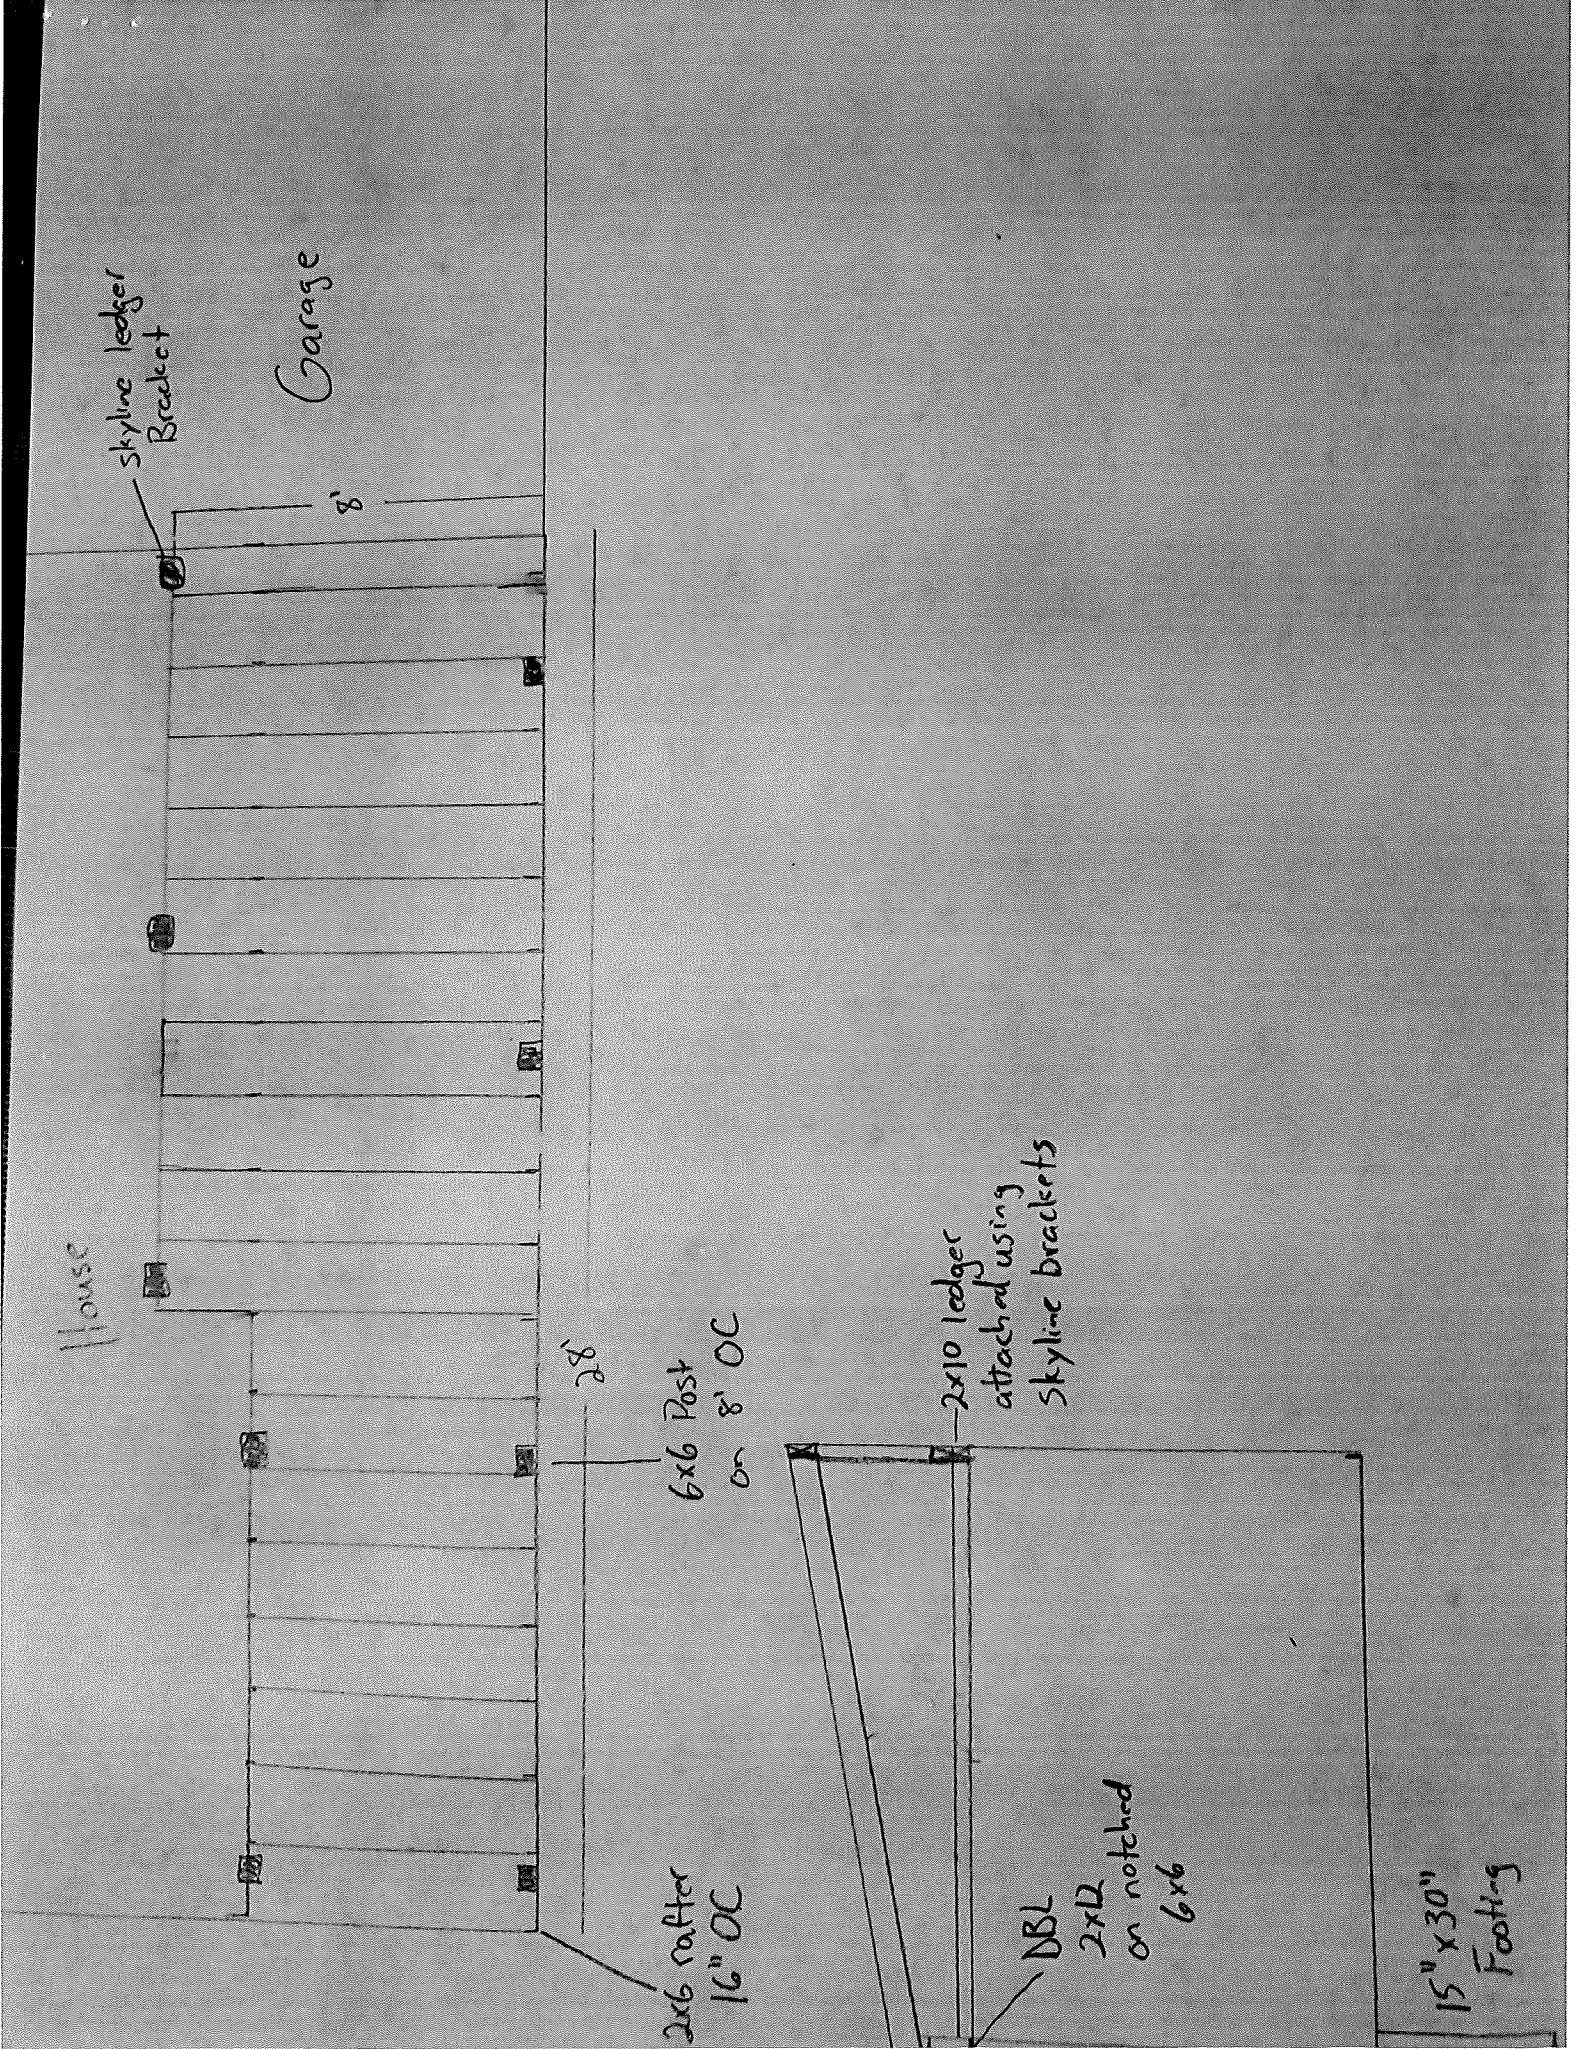 skyline ledger
Bracket
Garage
8'
House
28'
6x6 Post
on 8' OC
2x6 rafter
16" OC
2x10 ledger
attached using
skyline brackets
DBL
2x12
on notched
6x6
15" x 30"
Footing